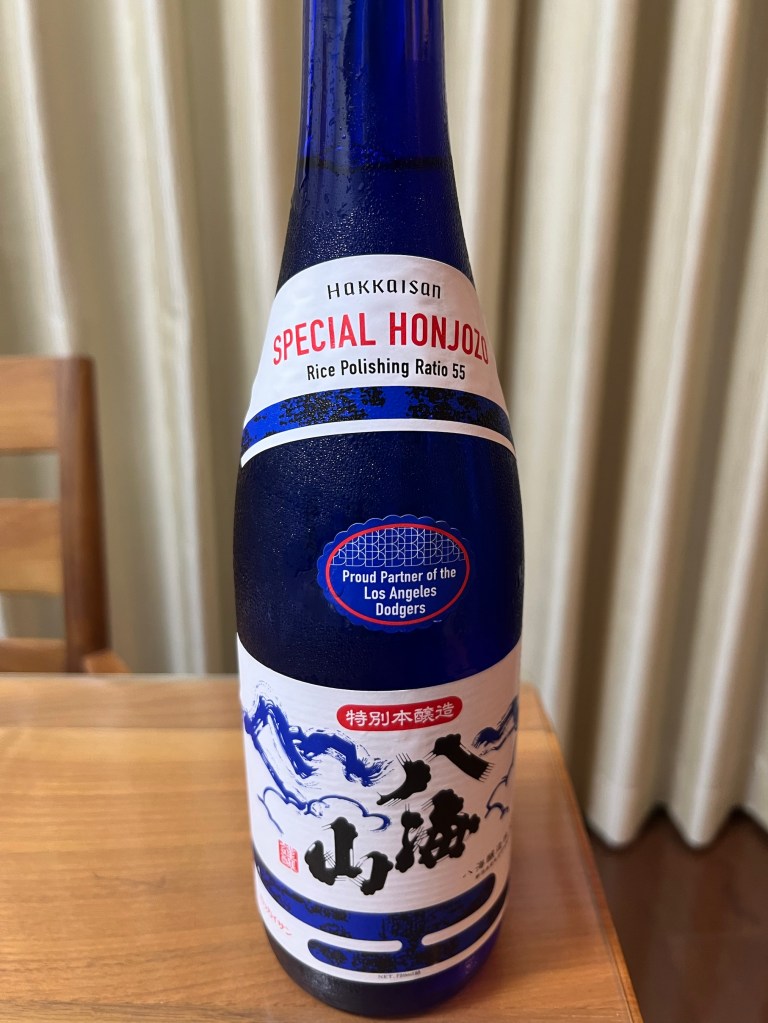 Hakkaisan
SPECIAL HONJOZO
Rice Polishing Ratio 55
Proud Partner of the
Los Angeles
Dodgers
特別本醸造
八海山